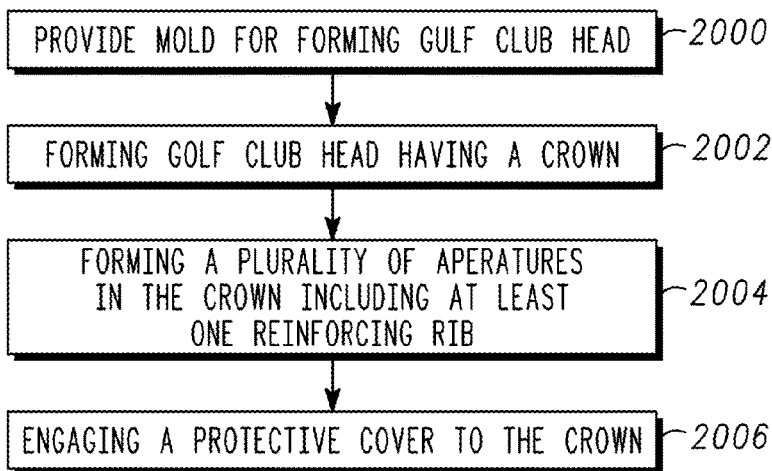 PROVIDE MOLD FOR FORMING GULF CLUB HEAD 2000
FORMING GOLF CLUB HEAD HAVING A CROWN 2002
FORMING A PLURALITY OF APERATURES
IN THE CROWN INCLUDING AT LEAST 2004
ONE REINFORCING RIB
ENGAGING A PROTECTIVE COVER TO THE CROWN 2006